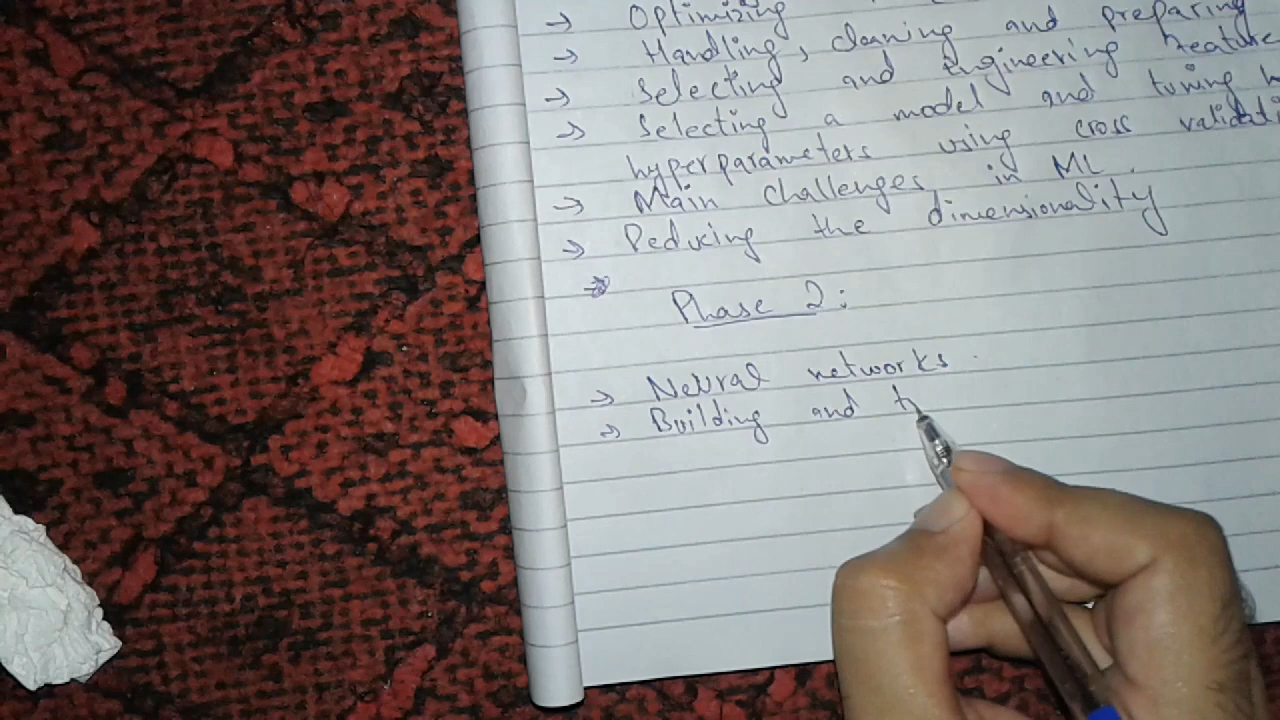 → Optimizing
→ Handling, cleaning and preparing
→ Selecting and Engineering Feature
→ Selecting a model and tuning
hyperparameters using cross validati
→ Main Challenges in ML.
→ Reducing the dimensionality
Phase 2:
→ Neural networks.
→ Building and t